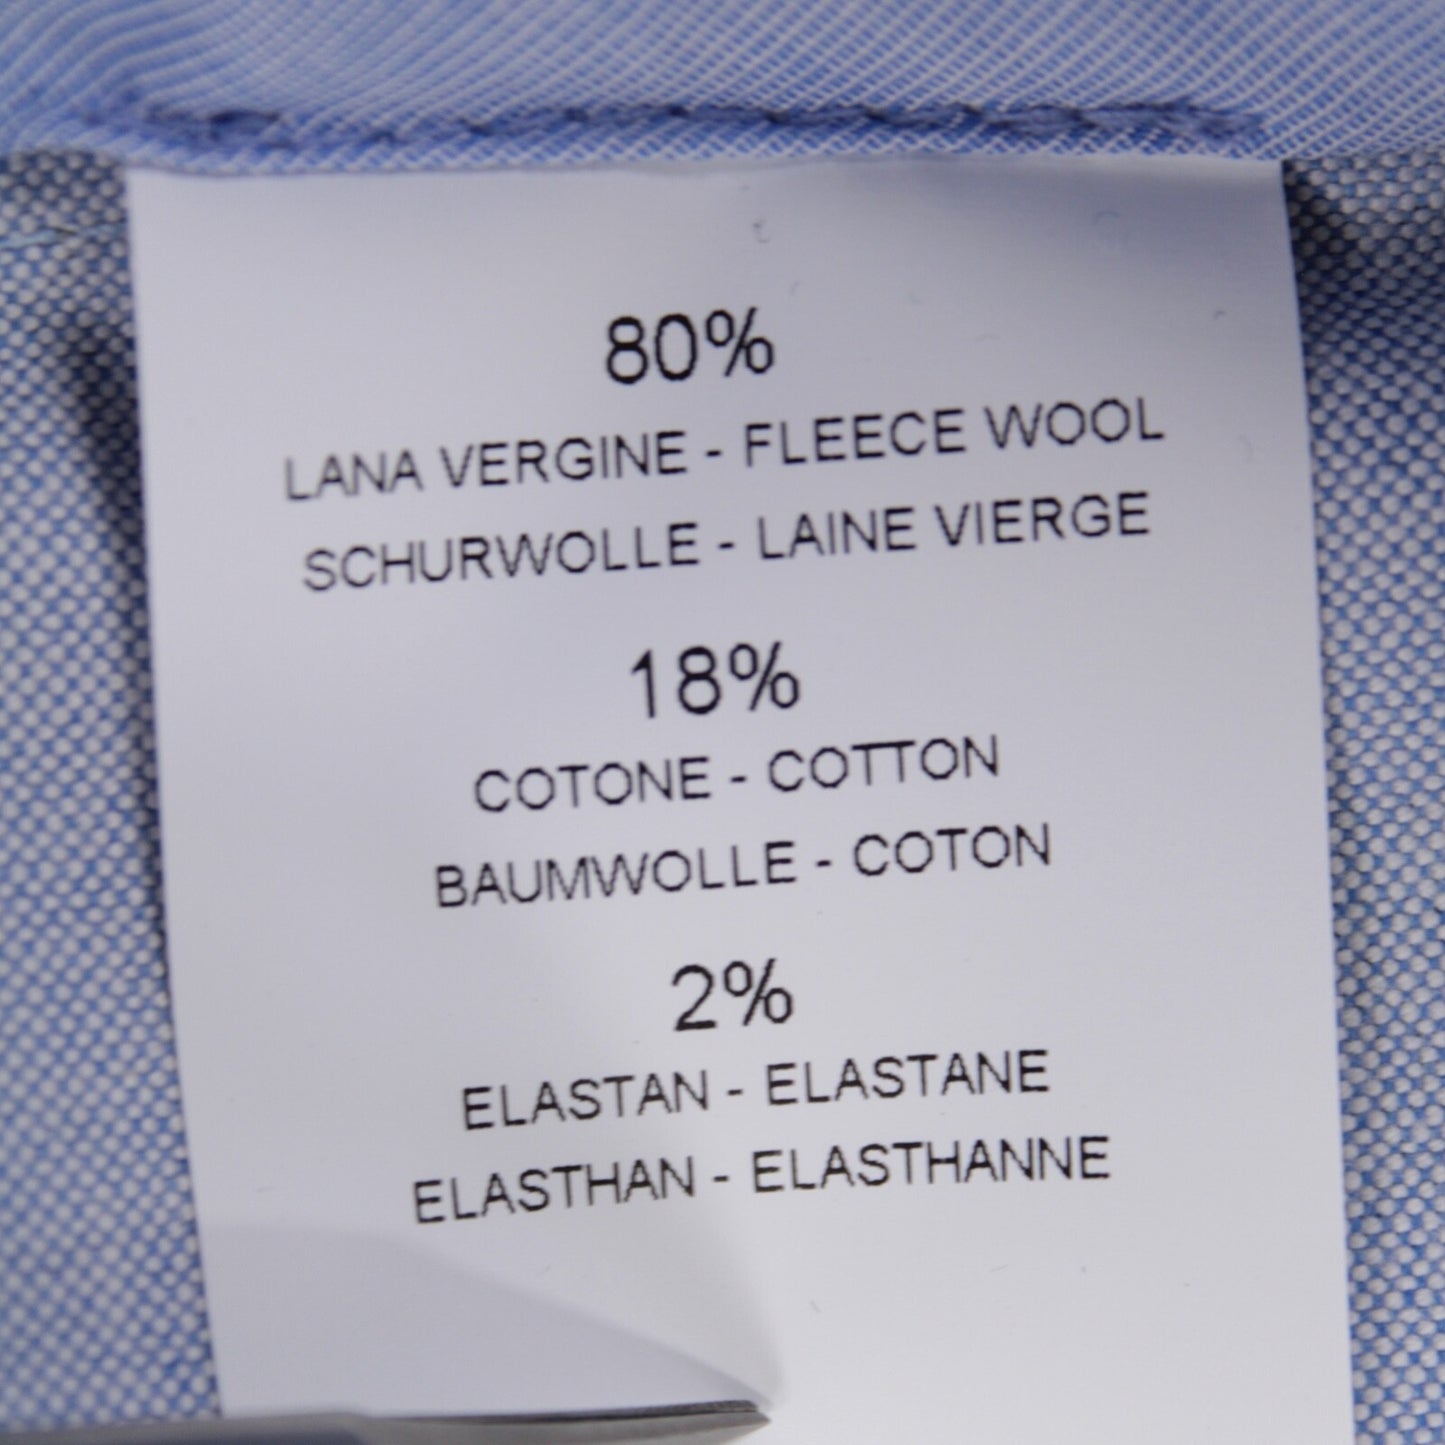 80%
LANA VERGINE - FLEECE WOOL
SCHURWOLLE - LAINE VIERGE
18%
COTONE - COTTON
BAUMWOLLE - COTON
2%
ELASTAN - ELASTANE
ELASTHAN - ELASTHANNE